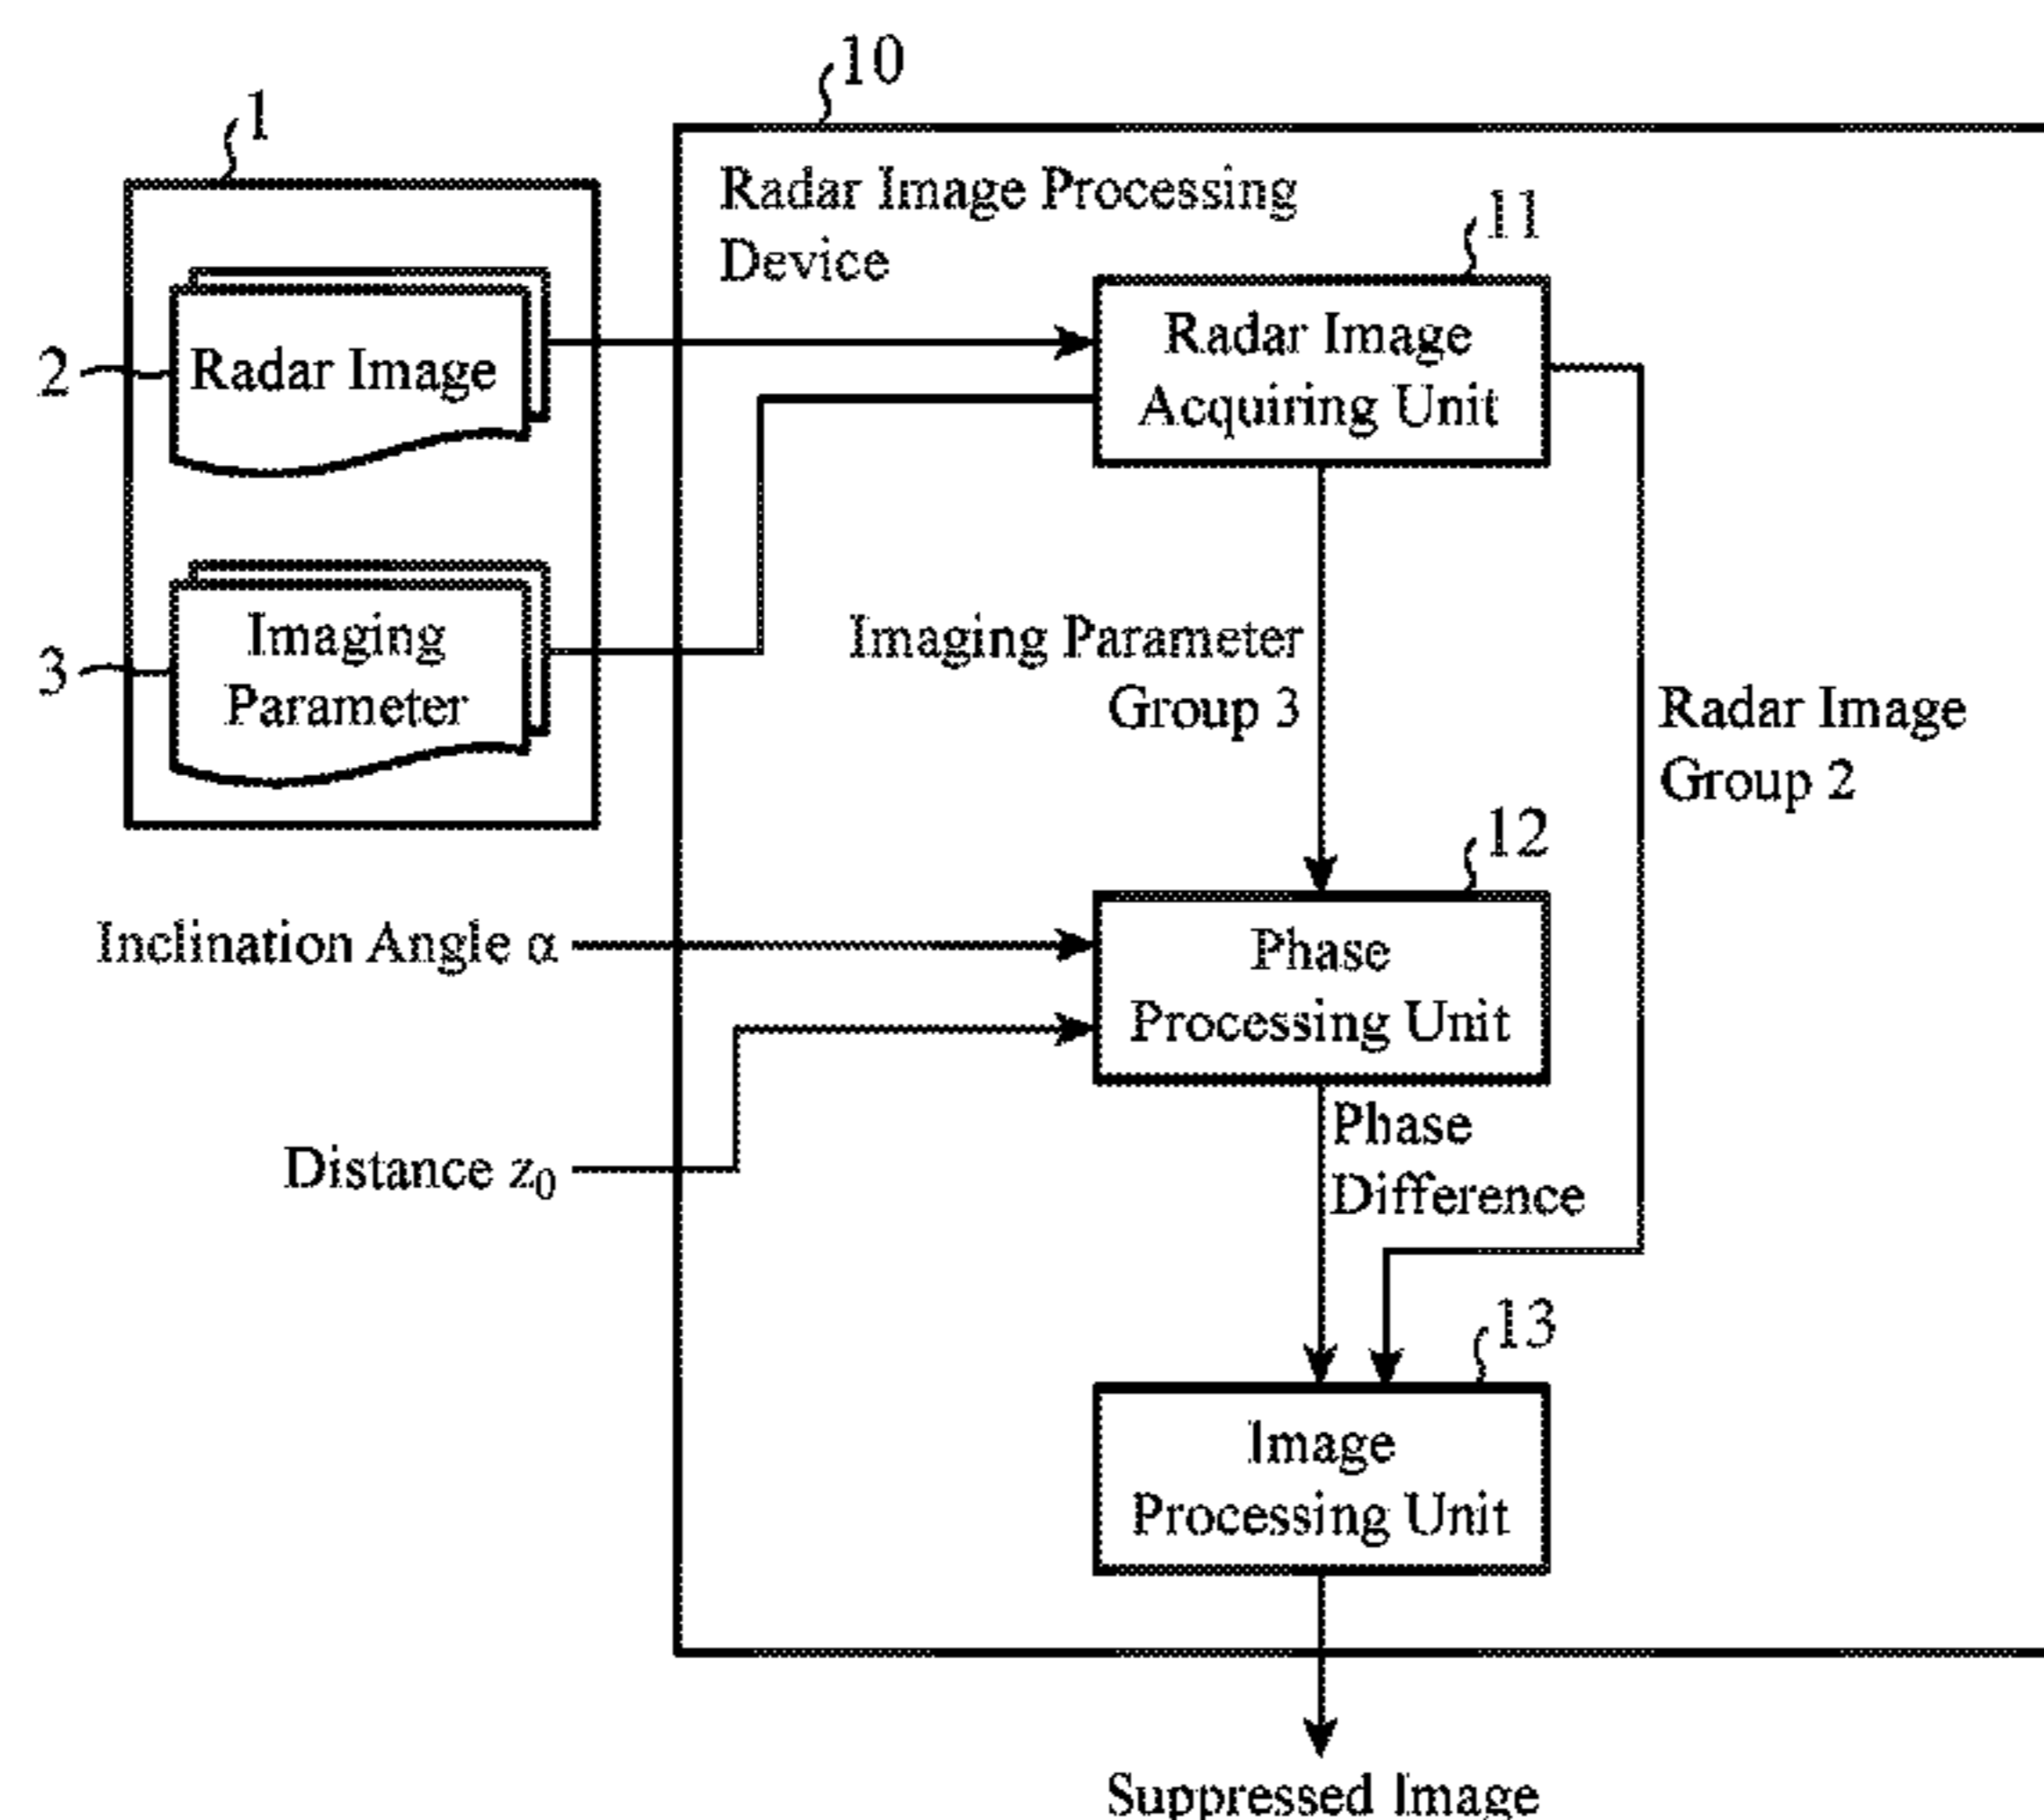 10
1
Radar Image Processing
Device
11
Radar Image
Acquiring Unit
2
Radar Image
3
Imaging
Parameter
Imaging Parameter
Group 3
Radar Image
Group 2
12
Inclination Angle α
Phase
Processing Unit
Distance z₀
Phase
Difference
13
Image
Processing Unit
Suppressed Image